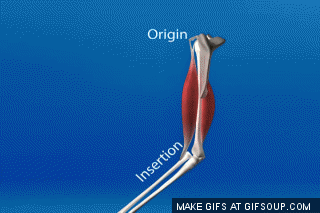 Origin
Insertion
MAKE GIFS AT GIFSOUP.COM